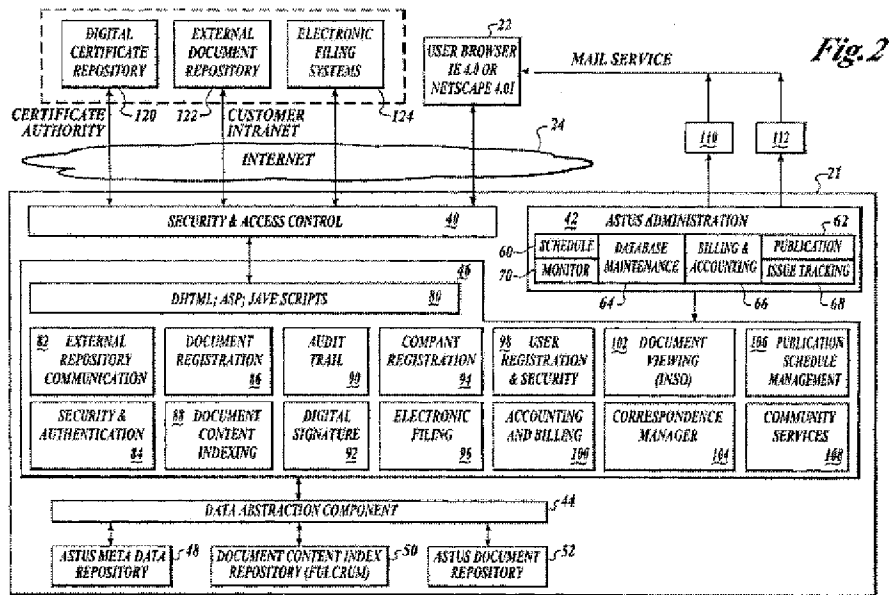 Fig.2
DIGITAL CERTIFICATE REPOSITORY
EXTERNAL DOCUMENT REPOSITORY
ELECTRONIC FILING SYSTEMS
22
USER BROWSER IE 4.0 OR NETSCAPE 4.01
MAIL SERVICE
CERTIFICATE AUTHORITY
120
122
CUSTOMER INTRANET
124
24
INTERNET
110
112
21
SECURITY & ACCESS CONTROL 40
42 ASTUS ADMINISTRATION
62
60
SCHEDULE
DATABASE MAINTENANCE
BILLING & ACCOUNTING
PUBLICATION
70
MONITOR
ISSUE TRACKING
64
66
68
46
DHTML; ASP; JAVE SCRIPTS 80
82 EXTERNAL REPOSITORY COMMUNICATION
DOCUMENT REGISTRATION 86
AUDIT TRAIL 90
COMPANT REGISTRATION 94
98 USER REGISTRATION & SECURITY
102 DOCUMENT VIEWING (INSO)
106 PUBLICATION SCHEDULE MANAGEMENT
SECURITY & AUTHENTICATION 84
88 DOCUMENT CONTENT INDEXING
DIGITAL SIGNATURE 92
ELECTRONIC FILING 96
ACCOUNTING AND BILLING 100
CORRESPONDENCE MANAGER 104
COMMUNITY SERVICES 108
DATA ABSTRACTION COMPONENT
44
ASTUS META DATA REPOSITORY
48
DOCUMENT CONTENT INDEX REPOSITORY (FULCRUM)
50
ASTUS DOCUMENT REPOSITORY
52